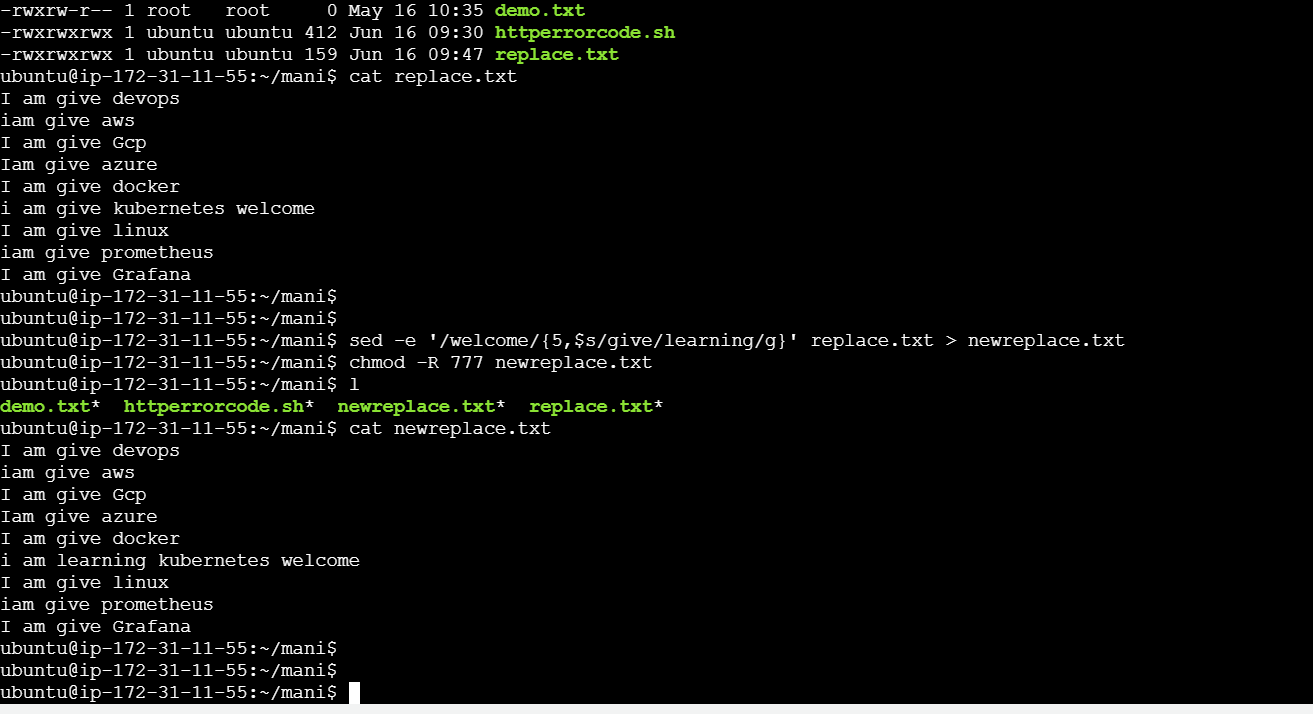 -rwxrw-r-- 1 root   root     0 May 16 10:35 demo.txt
-rwxrwxrwx 1 ubuntu ubuntu 412 Jun 16 09:30 httperrorcode.sh
-rwxrwxrwx 1 ubuntu ubuntu 159 Jun 16 09:47 replace.txt
ubuntu@ip-172-31-11-55:~/mani$ cat replace.txt
I am give devops
iam give aws
I am give Gcp
Iam give azure
I am give docker
i am give kubernetes welcome
I am give linux
iam give prometheus
I am give Grafana
ubuntu@ip-172-31-11-55:~/mani$
ubuntu@ip-172-31-11-55:~/mani$
ubuntu@ip-172-31-11-55:~/mani$ sed -e '/welcome/{5,$s/give/learning/g}' replace.txt > newreplace.txt
ubuntu@ip-172-31-11-55:~/mani$ chmod -R 777 newreplace.txt
ubuntu@ip-172-31-11-55:~/mani$ l
demo.txt*  httperrorcode.sh*  newreplace.txt*  replace.txt*
ubuntu@ip-172-31-11-55:~/mani$ cat newreplace.txt
I am give devops
iam give aws
I am give Gcp
Iam give azure
I am give docker
i am learning kubernetes welcome
I am give linux
iam give prometheus
I am give Grafana
ubuntu@ip-172-31-11-55:~/mani$
ubuntu@ip-172-31-11-55:~/mani$
ubuntu@ip-172-31-11-55:~/mani$